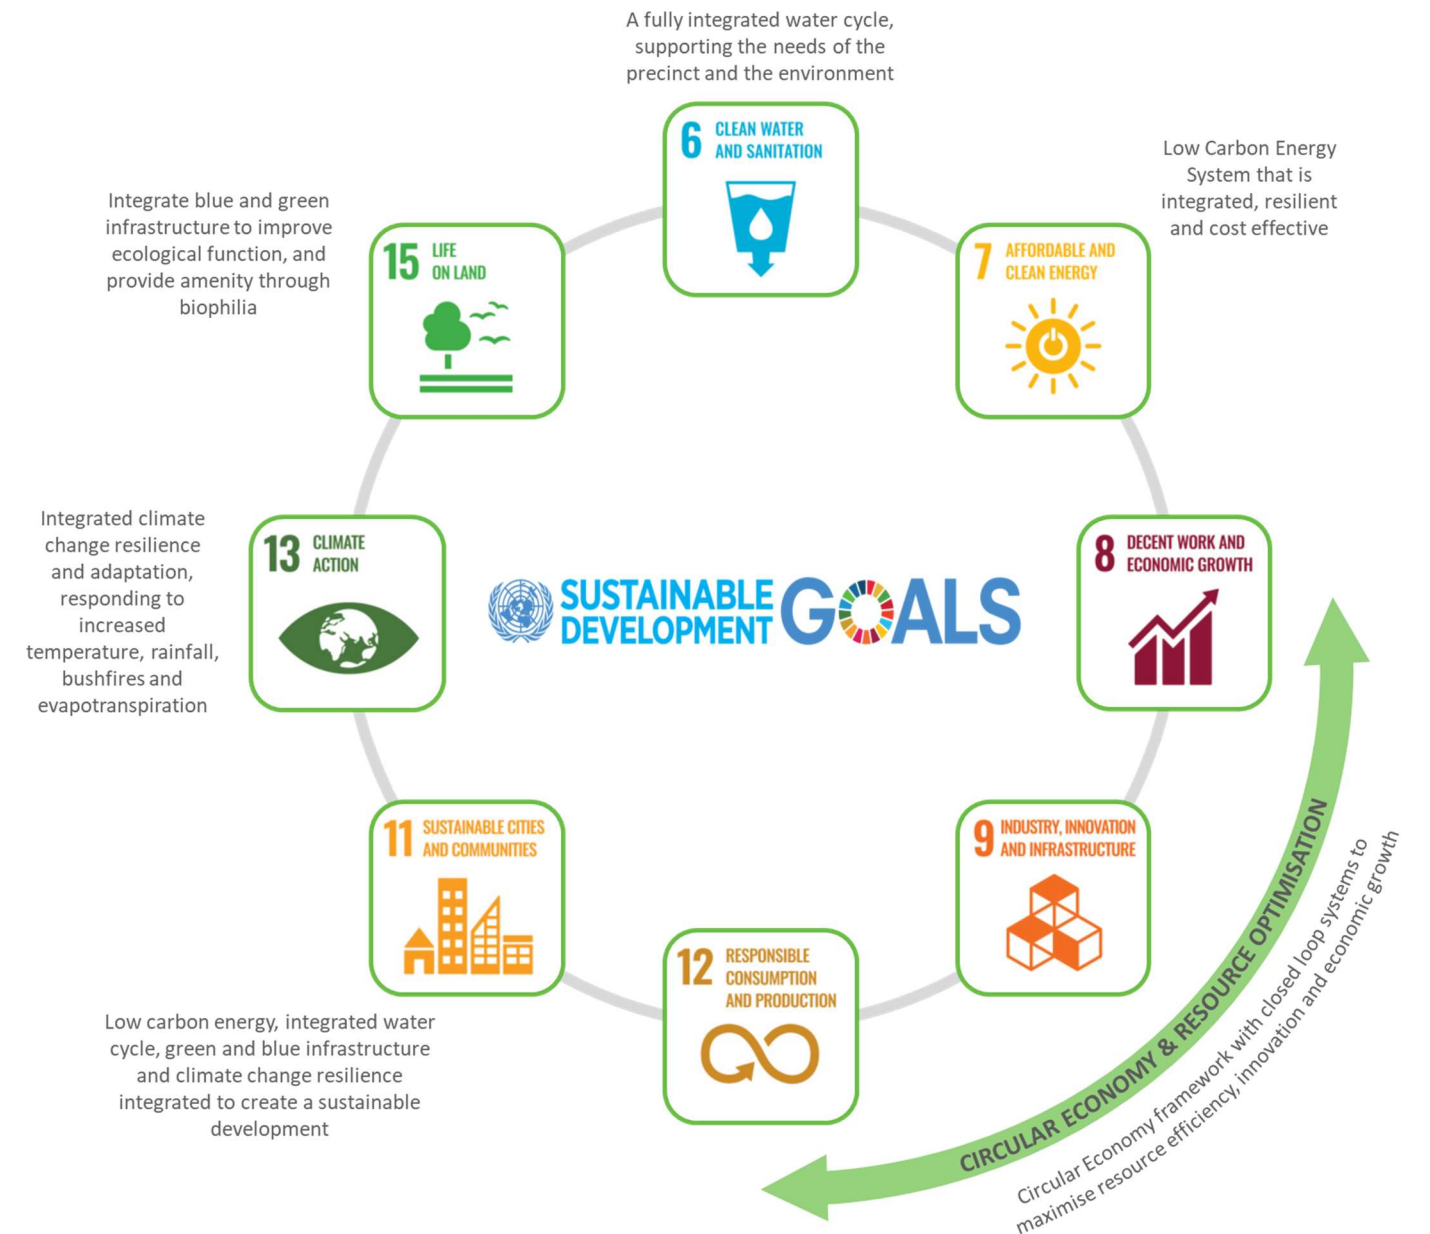 A fully integrated water cycle,
supporting the needs of the
precinct and the environment
6 CLEAN WATER
AND SANITATION
Low Carbon Energy
System that is
integrated, resilient
and cost effective
7 AFFORDABLE AND
CLEAN ENERGY
Integrate blue and green
infrastructure to improve
ecological function, and
provide amenity through
biophilia
15 LIFE
ON LAND
Integrated climate
change resilience
and adaptation,
responding to
increased
temperature, rainfall,
bushfires and
evapotranspiration
13 CLIMATE
ACTION
SUSTAINABLE
DEVELOPMENT
GOALS
8 DECENT WORK AND
ECONOMIC GROWTH
11 SUSTAINABLE CITIES
AND COMMUNITIES
9 INDUSTRY, INNOVATION
AND INFRASTRUCTURE
12 RESPONSIBLE
CONSUMPTION
AND PRODUCTION
Low carbon energy, integrated water
cycle, green and blue infrastructure
and climate change resilience
integrated to create a sustainable
development
CIRCULAR ECONOMY & RESOURCE OPTIMISATION
Circular Economy framework with closed loop systems to
maximise resource efficiency, innovation and economic growth